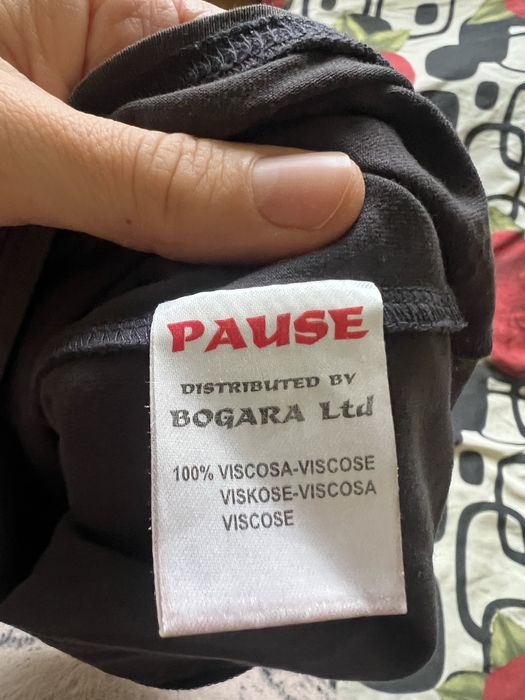 PAUSE
DISTRIBUTED BY
BOGARA Ltd
100% VISCOSA-VISCOSE
VISKOSE-VISCOSA
VISCOSE